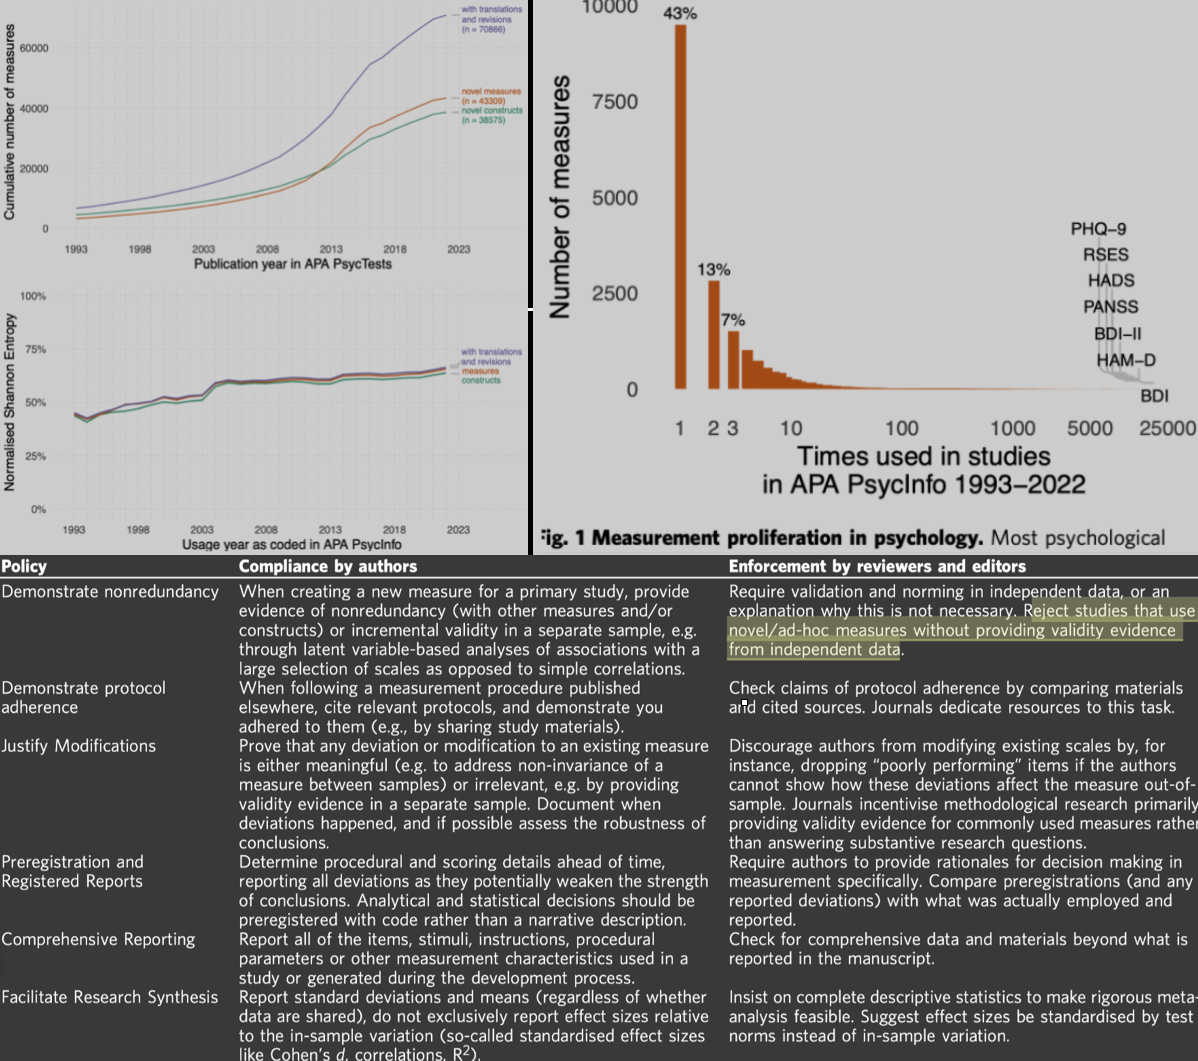 Cumulative number of measures
60000
40000
20000
0
with translations
and revisions
(n = 70866)
novel measures
(n = 43309)
novel constructs
(n = 38575)
1993 1998 2003 2008 2013 2018 2023
Publication year in APA PsycTests
Normalised Shannon Entropy
100%
75%
50%
25%
0%
with translations
and revisions
measures
constructs
1993 1998 2003 2008 2013 2018 2023
Usage year as coded in APA PsycInfo
Number of measures
10000
7500
5000
2500
0
43%
13%
7%
PHQ–9
RSES
HADS
PANSS
BDI–II
HAM–D
BDI
1 2 3 10 100 1000 5000 25000
Times used in studies
in APA PsycInfo 1993–2022
Fig. 1 Measurement proliferation in psychology. Most psychological
Policy
Compliance by authors
Enforcement by reviewers and editors
Demonstrate nonredundancy
When creating a new measure for a primary study, provide
evidence of nonredundancy (with other measures and/or
constructs) or incremental validity in a separate sample, e.g.
through latent variable-based analyses of associations with a
large selection of scales as opposed to simple correlations.
Require validation and norming in independent data, or an
explanation why this is not necessary. Reject studies that use
novel/ad-hoc measures without providing validity evidence
from independent data.
Demonstrate protocol
adherence
When following a measurement procedure published
elsewhere, cite relevant protocols, and demonstrate you
adhered to them (e.g., by sharing study materials).
Check claims of protocol adherence by comparing materials
and cited sources. Journals dedicate resources to this task.
Justify Modifications
Prove that any deviation or modification to an existing measure
is either meaningful (e.g. to address non-invariance of a
measure between samples) or irrelevant, e.g. by providing
validity evidence in a separate sample. Document when
deviations happened, and if possible assess the robustness of
conclusions.
Discourage authors from modifying existing scales by, for
instance, dropping "poorly performing" items if the authors
cannot show how these deviations affect the measure out-of-
sample. Journals incentivise methodological research primarily
providing validity evidence for commonly used measures rather
than answering substantive research questions.
Preregistration and
Registered Reports
Determine procedural and scoring details ahead of time,
reporting all deviations as they potentially weaken the strength
of conclusions. Analytical and statistical decisions should be
preregistered with code rather than a narrative description.
Require authors to provide rationales for decision making in
measurement specifically. Compare preregistrations (and any
reported deviations) with what was actually employed and
reported.
Comprehensive Reporting
Report all of the items, stimuli, instructions, procedural
parameters or other measurement characteristics used in a
study or generated during the development process.
Check for comprehensive data and materials beyond what is
reported in the manuscript.
Facilitate Research Synthesis
Report standard deviations and means (regardless of whether
data are shared), do not exclusively report effect sizes relative
to the in-sample variation (so-called standardised effect sizes
like Cohen's d, correlations, R²).
Insist on complete descriptive statistics to make rigorous meta-
analysis feasible. Suggest effect sizes be standardised by test
norms instead of in-sample variation.